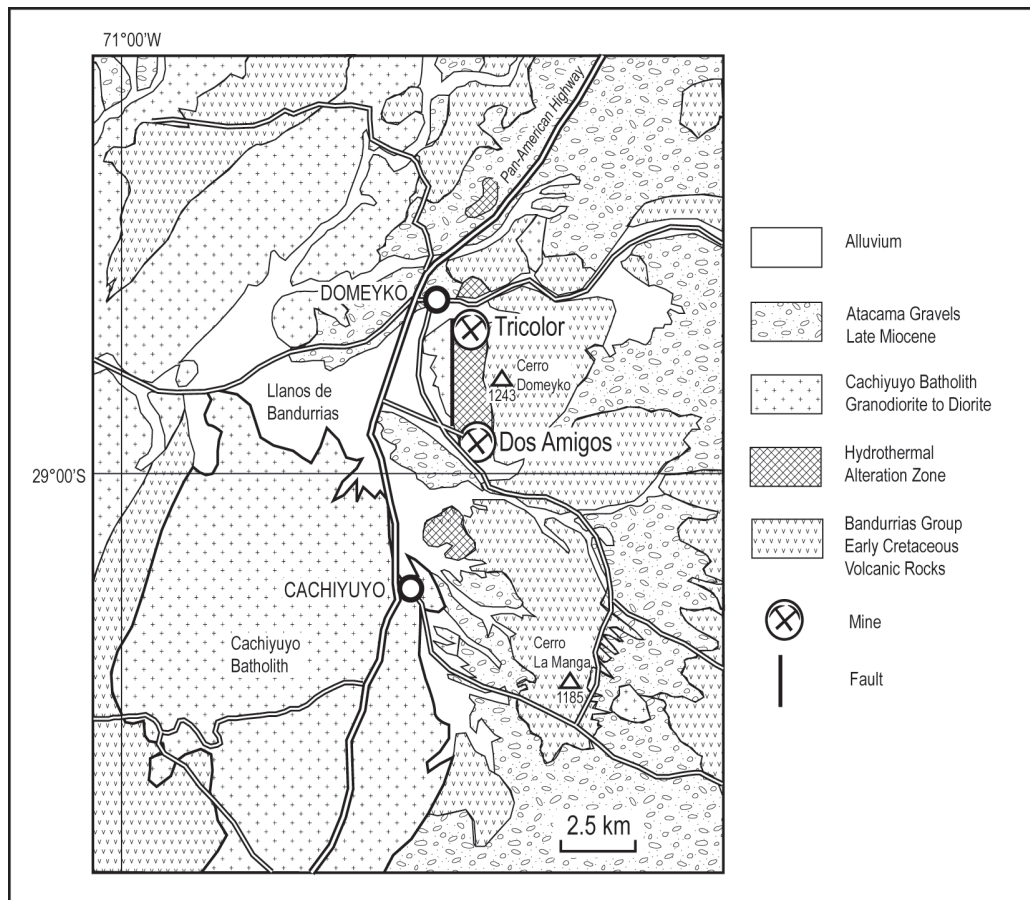 71°00'W
Pan-American Highway
DOMEYKO
Tricolor
Cerro
Domeyko
1243
Llanos de
Bandurrias
Dos Amigos
29°00'S
CACHIYUYO
Cachiyuyo
Batholith
Cerro
La Manga
1185
2.5 km
Alluvium
Atacama Gravels
Late Miocene
Cachiyuyo Batholith
Granodiorite to Diorite
Hydrothermal
Alteration Zone
Bandurrias Group
Early Cretaceous
Volcanic Rocks
Mine
Fault